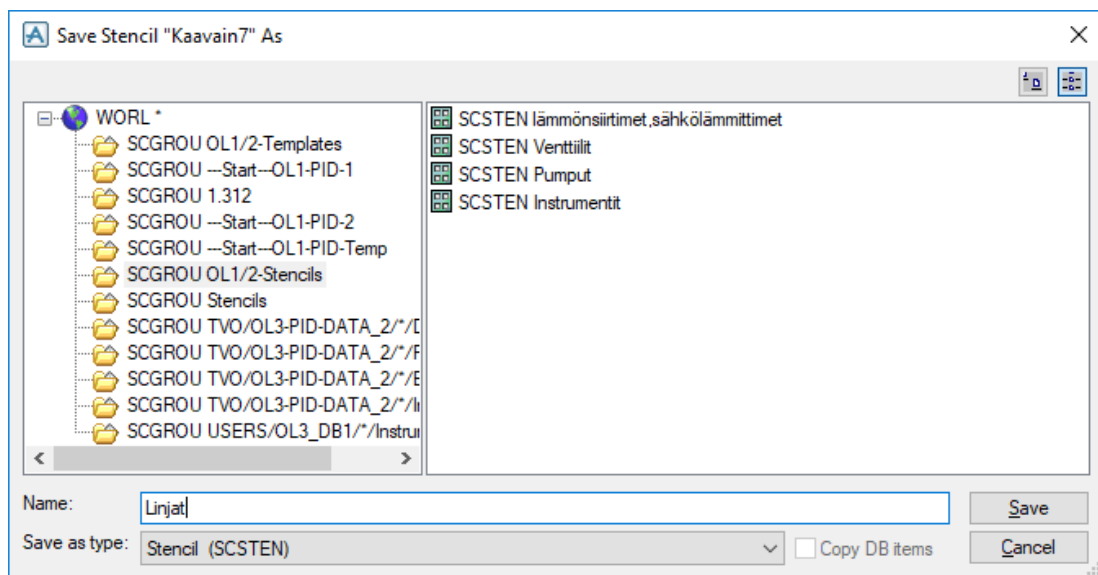 Save Stencil "Kaavain7" As
WORL *
SCGROU OL1/2-Templates
SCGROU ---Start---OL1-PID-1
SCGROU 1.312
SCGROU ---Start---OL1-PID-2
SCGROU ---Start---OL1-PID-Temp
SCGROU OL1/2-Stencils
SCGROU Stencils
SCGROU TVO/OL3-PID-DATA_2/*/D
SCGROU TVO/OL3-PID-DATA_2/*/F
SCGROU TVO/OL3-PID-DATA_2/*/E
SCGROU TVO/OL3-PID-DATA_2/*/I
SCGROU USERS/OL3_DB1/*/Instrur
SCSTEN lämmönsiirtimet,sähkölämmittimet
SCSTEN Venttiilit
SCSTEN Pumput
SCSTEN Instrumentit
Name: Linjat Save
Save as type: Stencil (SCSTEN) Copy DB items Cancel